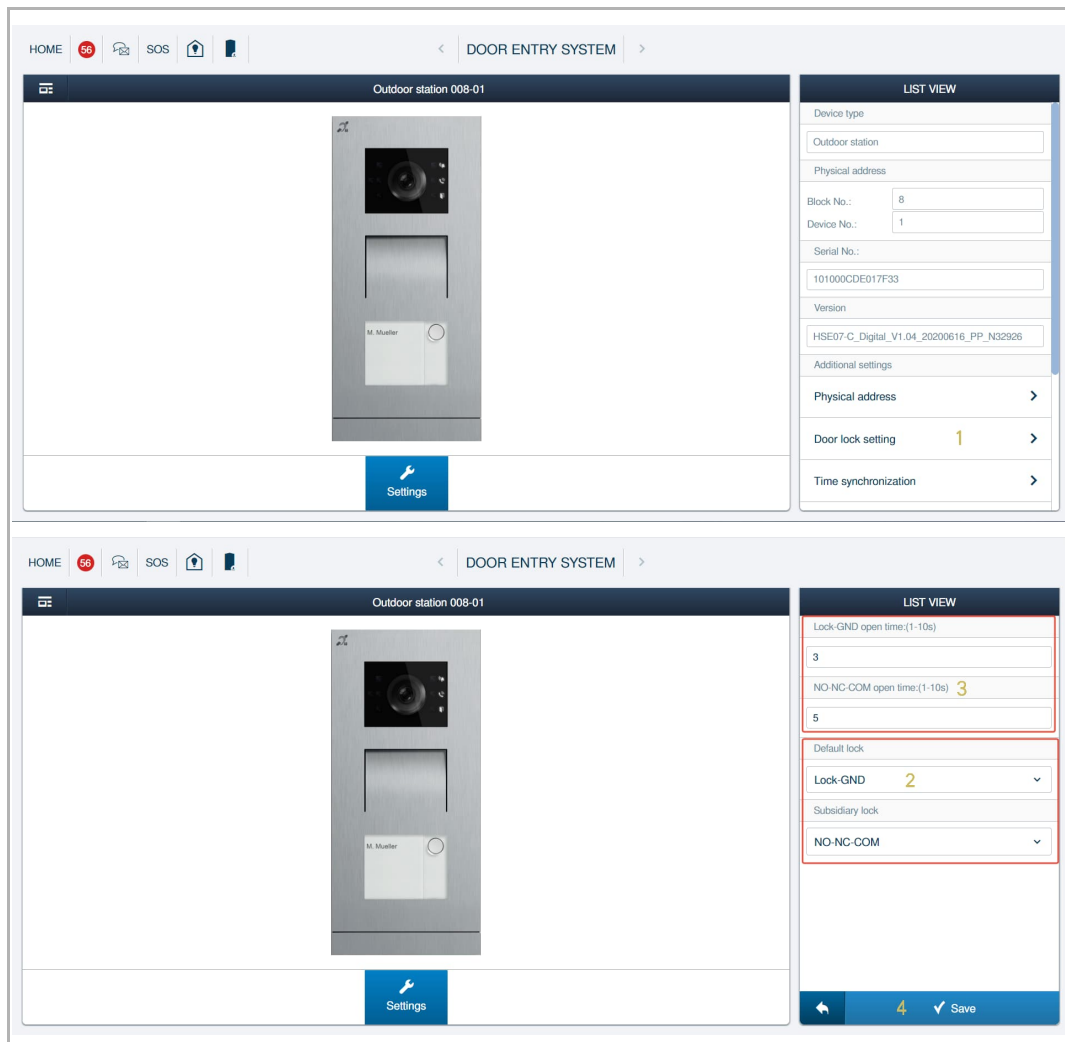 HOME 56 SOS DOOR ENTRY SYSTEM
Outdoor station 008-01
M. Mueller
Settings
LIST VIEW
Device type
Outdoor station
Physical address
Block No.: 8
Device No.: 1
Serial No.:
101000CDE017F33
Version
HSE07-C_Digital_V1.04_20200616_PP_N32926
Additional settings
Physical address
Door lock setting 1
Time synchronization
HOME 56 SOS DOOR ENTRY SYSTEM
Outdoor station 008-01
M. Mueller
Settings
LIST VIEW
Lock-GND open time:(1-10s)
3
NO-NC-COM open time:(1-10s) 3
5
Default lock
Lock-GND 2
Subsidiary lock
NO-NC-COM
4 Save